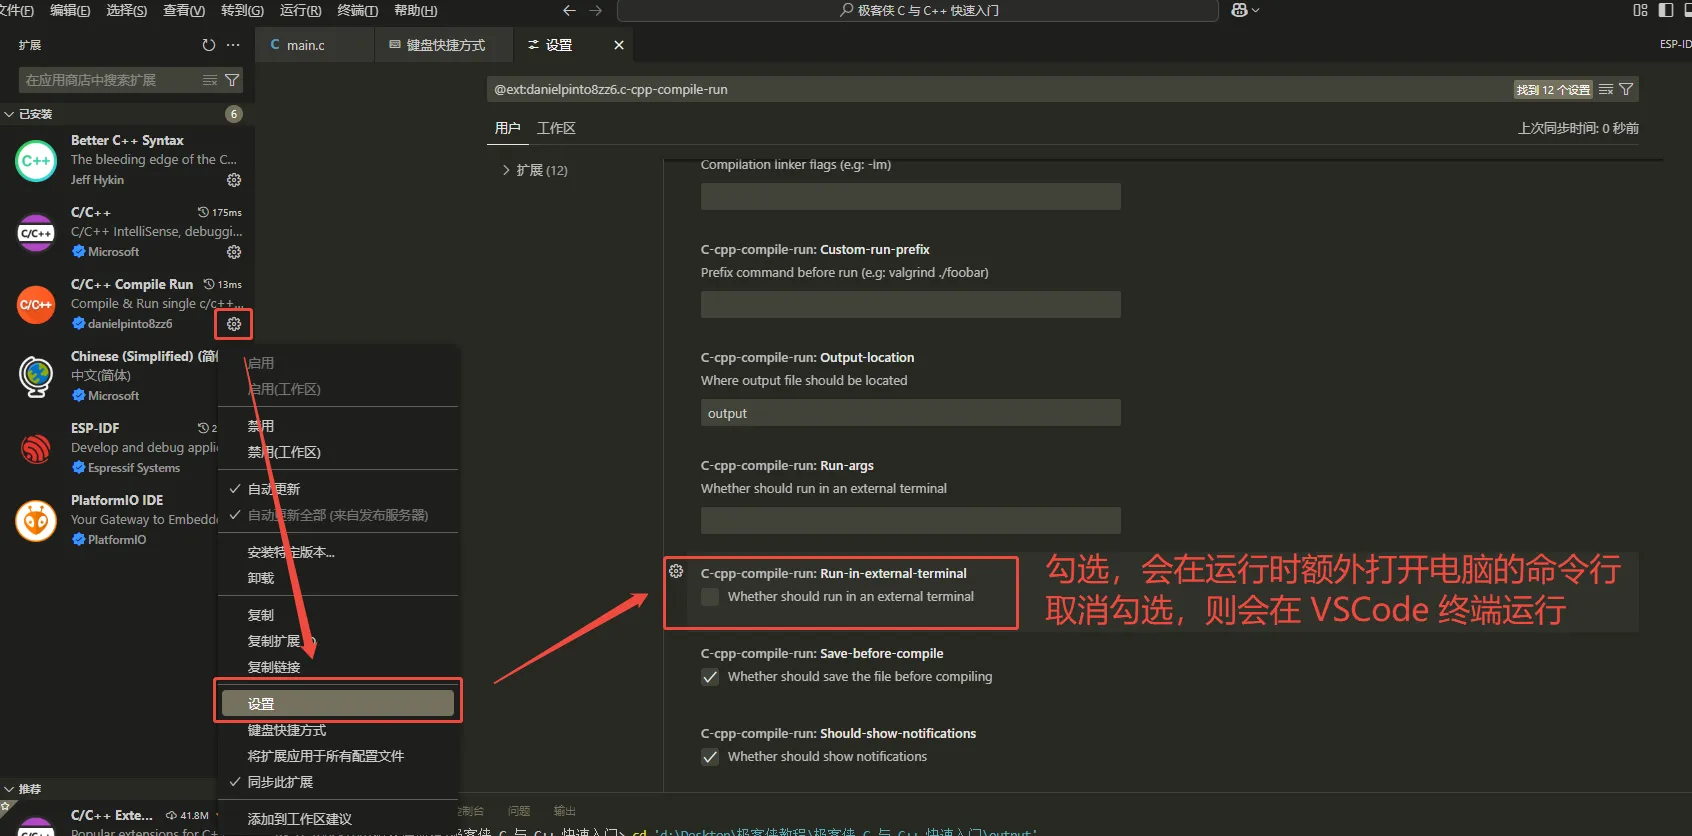 文件(F) 编辑(E) 选择(S) 查看(V) 转到(G) 运行(R) 终端(T) 帮助(H)
极客侠 C 与 C++ 快速入门
扩展
C main.c
键盘快捷方式
设置
ESP-ID
在应用商店中搜索扩展
@ext:danielpinto8zz6.c-cpp-compile-run
找到 12 个设置
已安装
6
用户 工作区
上次同步时间: 0 秒前
扩展 (12)
C++
Better C++ Syntax
The bleeding edge of the C...
Jeff Hykin
C/C++
C/C++ 175ms
C/C++ IntelliSense, debuggi...
Microsoft
C/C++
C/C++ Compile Run 13ms
Compile & Run single c/c++...
danielpinto8zz6
Chinese (Simplified) (简体
中文(简体)
Microsoft
ESP-IDF 2
Develop and debug appli
Espressif Systems
PlatformIO IDE
Your Gateway to Embedde
PlatformIO
推荐
C/C++ Exte... 41.8M
Popular extensions for C+
C/C++
启用
启用(工作区)
禁用
禁用(工作区)
自动更新
自动更新全部 (来自发布服务器)
安装特定版本...
卸载
复制
复制扩展 ID
复制链接
设置
键盘快捷方式
将扩展应用于所有配置文件
同步此扩展
添加到工作区建议
Compilation linker flags (e.g: -lm)
C-cpp-compile-run: Custom-run-prefix
Prefix command before run (e.g: valgrind ./foobar)
C-cpp-compile-run: Output-location
Where output file should be located
output
C-cpp-compile-run: Run-args
Whether should run in an external terminal
C-cpp-compile-run: Run-in-external-terminal
Whether should run in an external terminal
勾选，会在运行时额外打开电脑的命令行
取消勾选，则会在 VSCode 终端运行
C-cpp-compile-run: Save-before-compile
Whether should save the file before compiling
C-cpp-compile-run: Should-show-notifications
Whether should show notifications
控制台 问题 输出
极客侠 C 与 C++ 快速入门> cd 'd:\Desktop\极客侠教程\极客侠 C 与 C++ 快速入门\output'